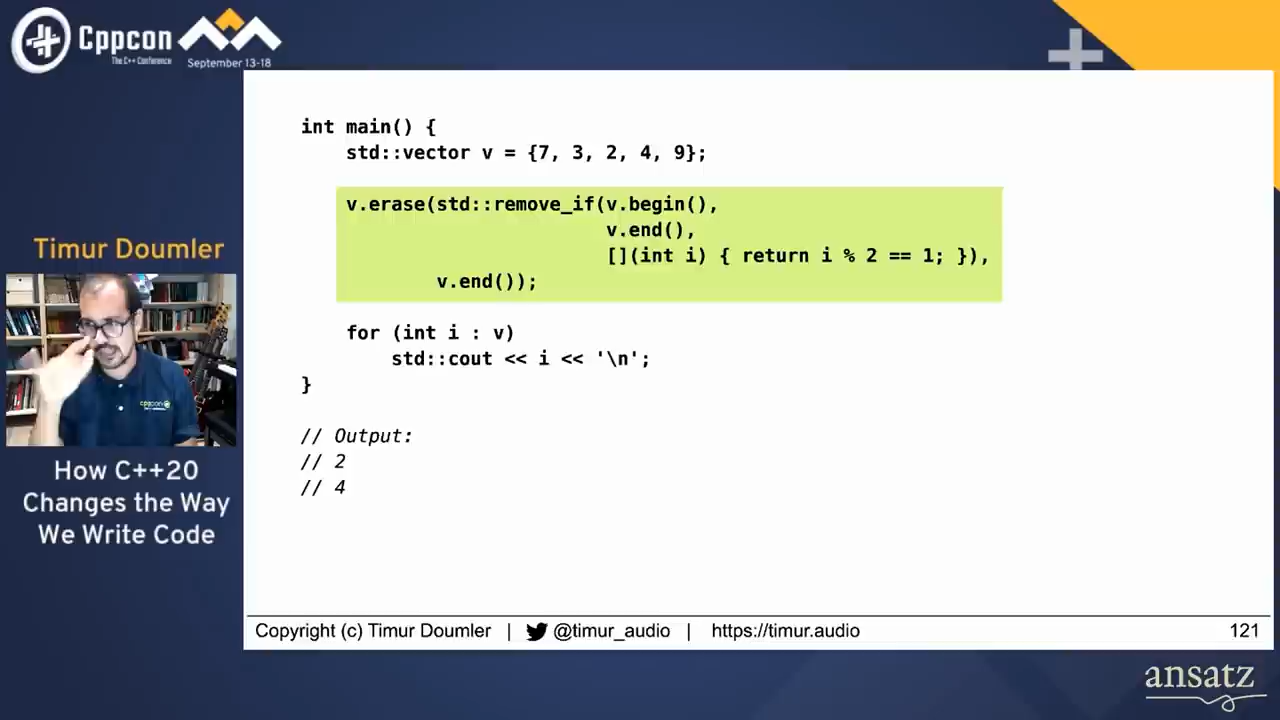 Cppcon
The C++ Conference
September 13-18
int main() {
    std::vector v = {7, 3, 2, 4, 9};
    v.erase(std::remove_if(v.begin(),
                           v.end(),
                           [](int i) { return i % 2 == 1; }),
            v.end());
    for (int i : v)
        std::cout << i << '\n';
}
// Output:
// 2
// 4
Timur Doumler
cppcon
How C++20
Changes the Way
We Write Code
Copyright (c) Timur Doumler | @timur_audio | https://timur.audio 121
ansatz